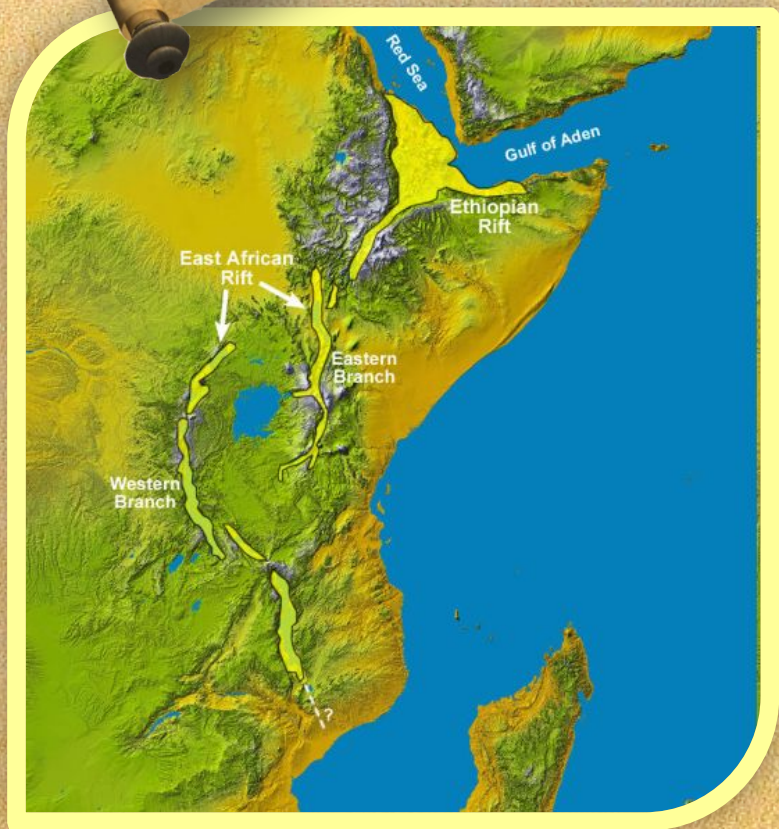 Red Sea
Gulf of Aden
Ethiopian
Rift
East African
Rift
Eastern
Branch
Western
Branch
?